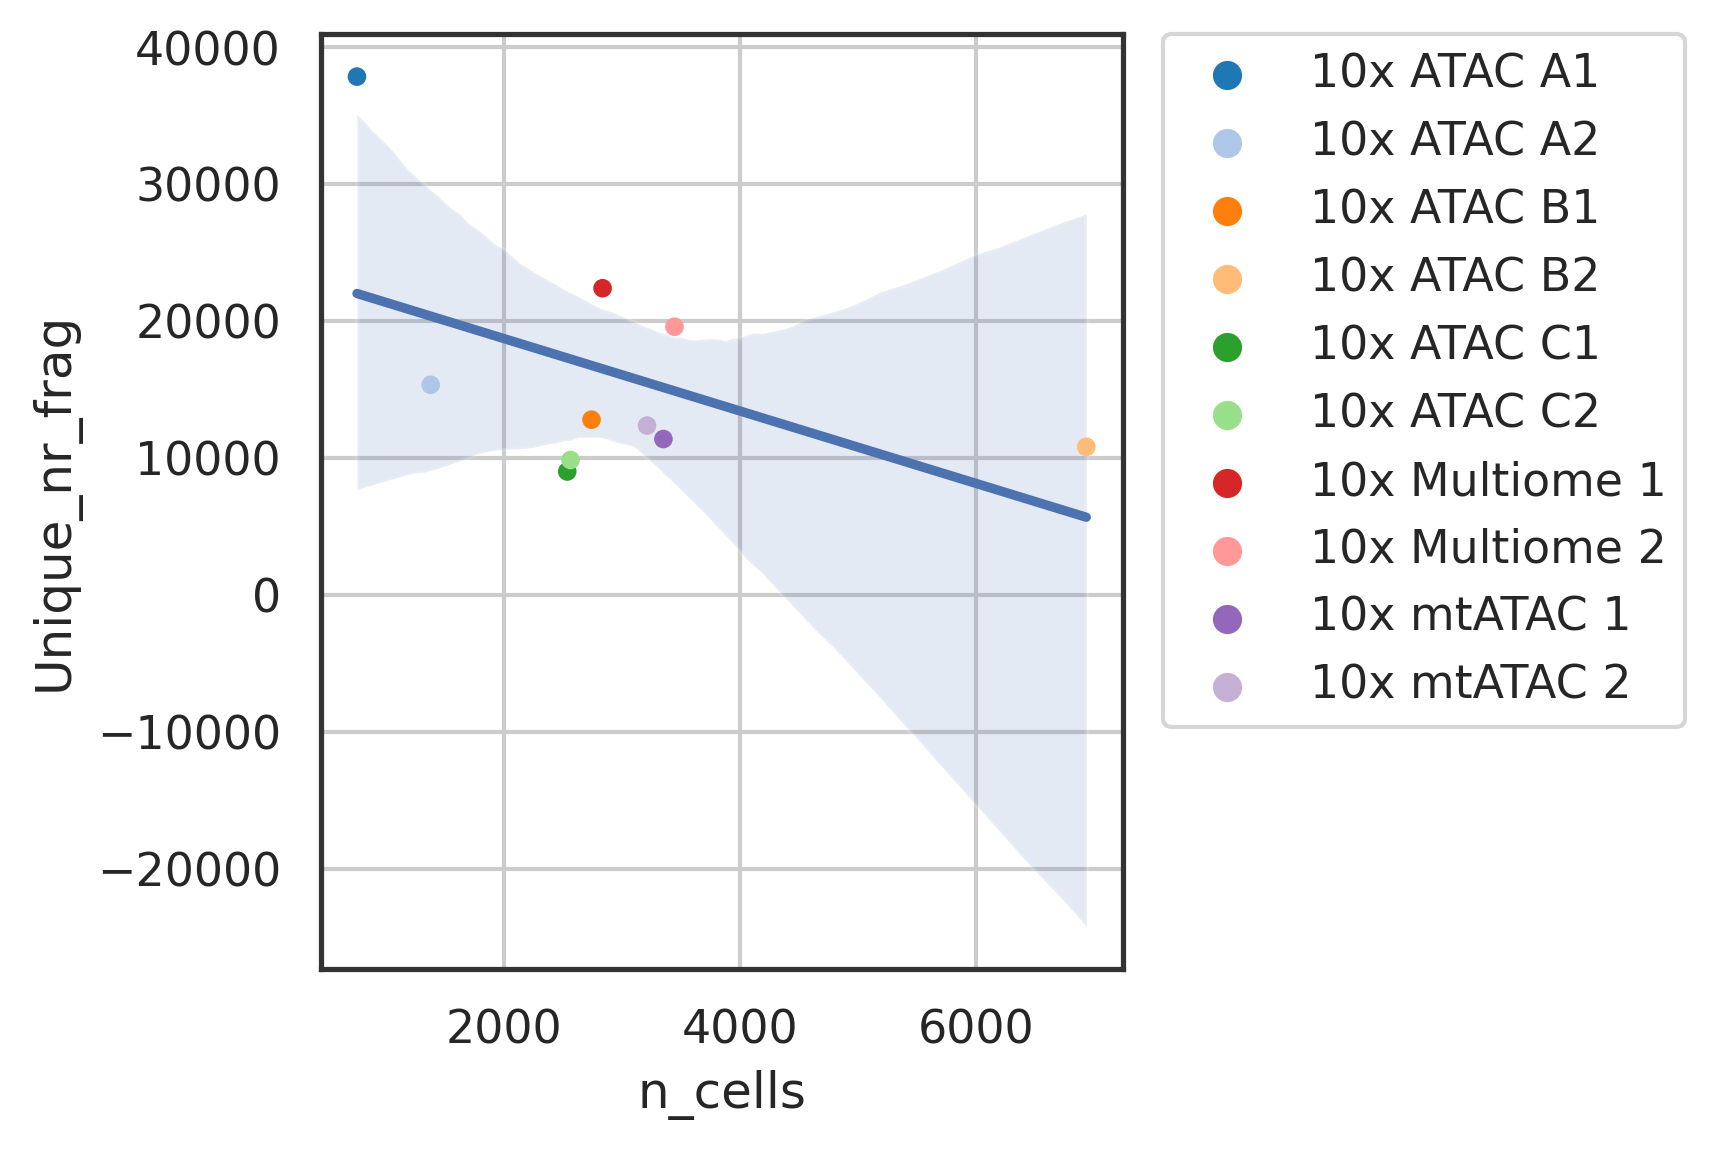 40000
30000
20000
10000
0
−10000
−20000
Unique_nr_frag
2000
4000
6000
n_cells
10x ATAC A1
10x ATAC A2
10x ATAC B1
10x ATAC B2
10x ATAC C1
10x ATAC C2
10x Multiome 1
10x Multiome 2
10x mtATAC 1
10x mtATAC 2